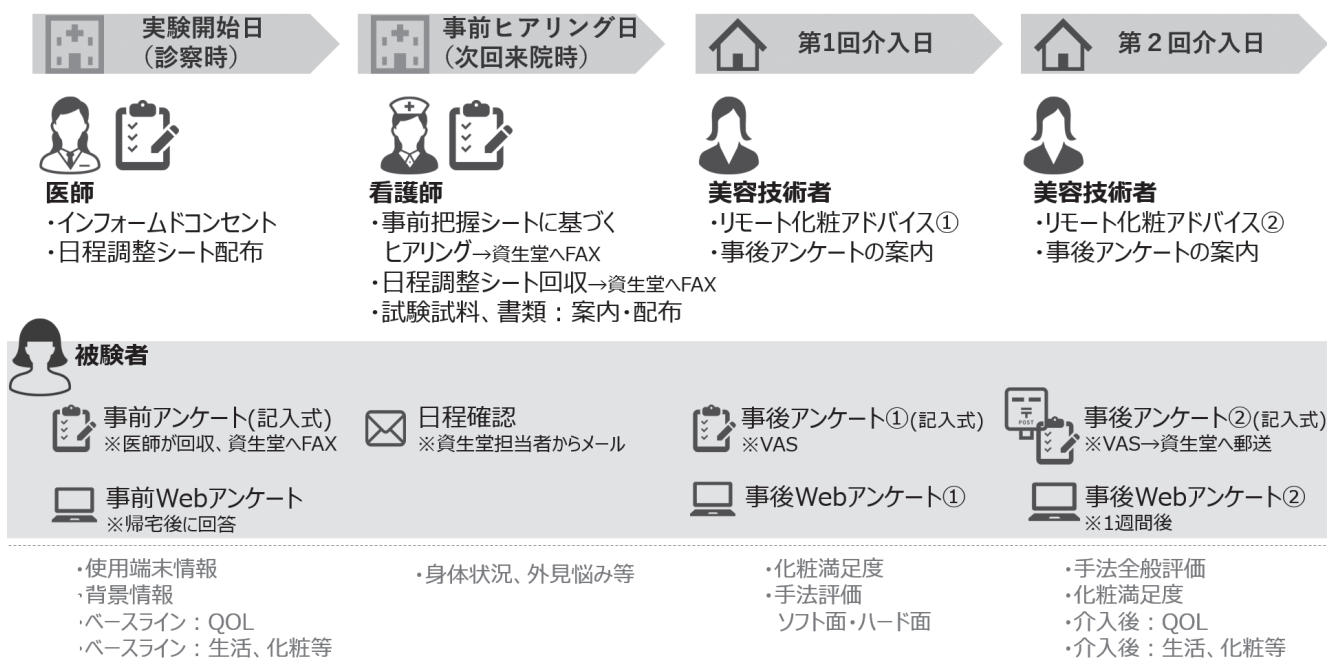 実験開始日
(診察時)
事前ヒアリング日
(次回来院時)
第1回介入日
第2回介入日
医師
・インフォームドコンセント
・日程調整シート配布
看護師
・事前把握シートに基づく
ヒアリング→資生堂へFAX
・日程調整シート回収→資生堂へFAX
・試験試料、書類：案内・配布
美容技術者
・リモート化粧アドバイス①
・事後アンケートの案内
美容技術者
・リモート化粧アドバイス②
・事後アンケートの案内
被験者
事前アンケート(記入式)
※医師が回収、資生堂へFAX
日程確認
※資生堂担当者からメール
事後アンケート①(記入式)
※VAS
〒
POST
事後アンケート②(記入式)
※VAS→資生堂へ郵送
事前Webアンケート
※帰宅後に回答
事後Webアンケート①
事後Webアンケート②
※1週間後
・使用端末情報
・背景情報
・ベースライン：QOL
・ベースライン：生活、化粧等
・身体状況、外見悩み等
・化粧満足度
・手法評価
ソフト面・ハード面
・手法全般評価
・化粧満足度
・介入後：QOL
・介入後：生活、化粧等